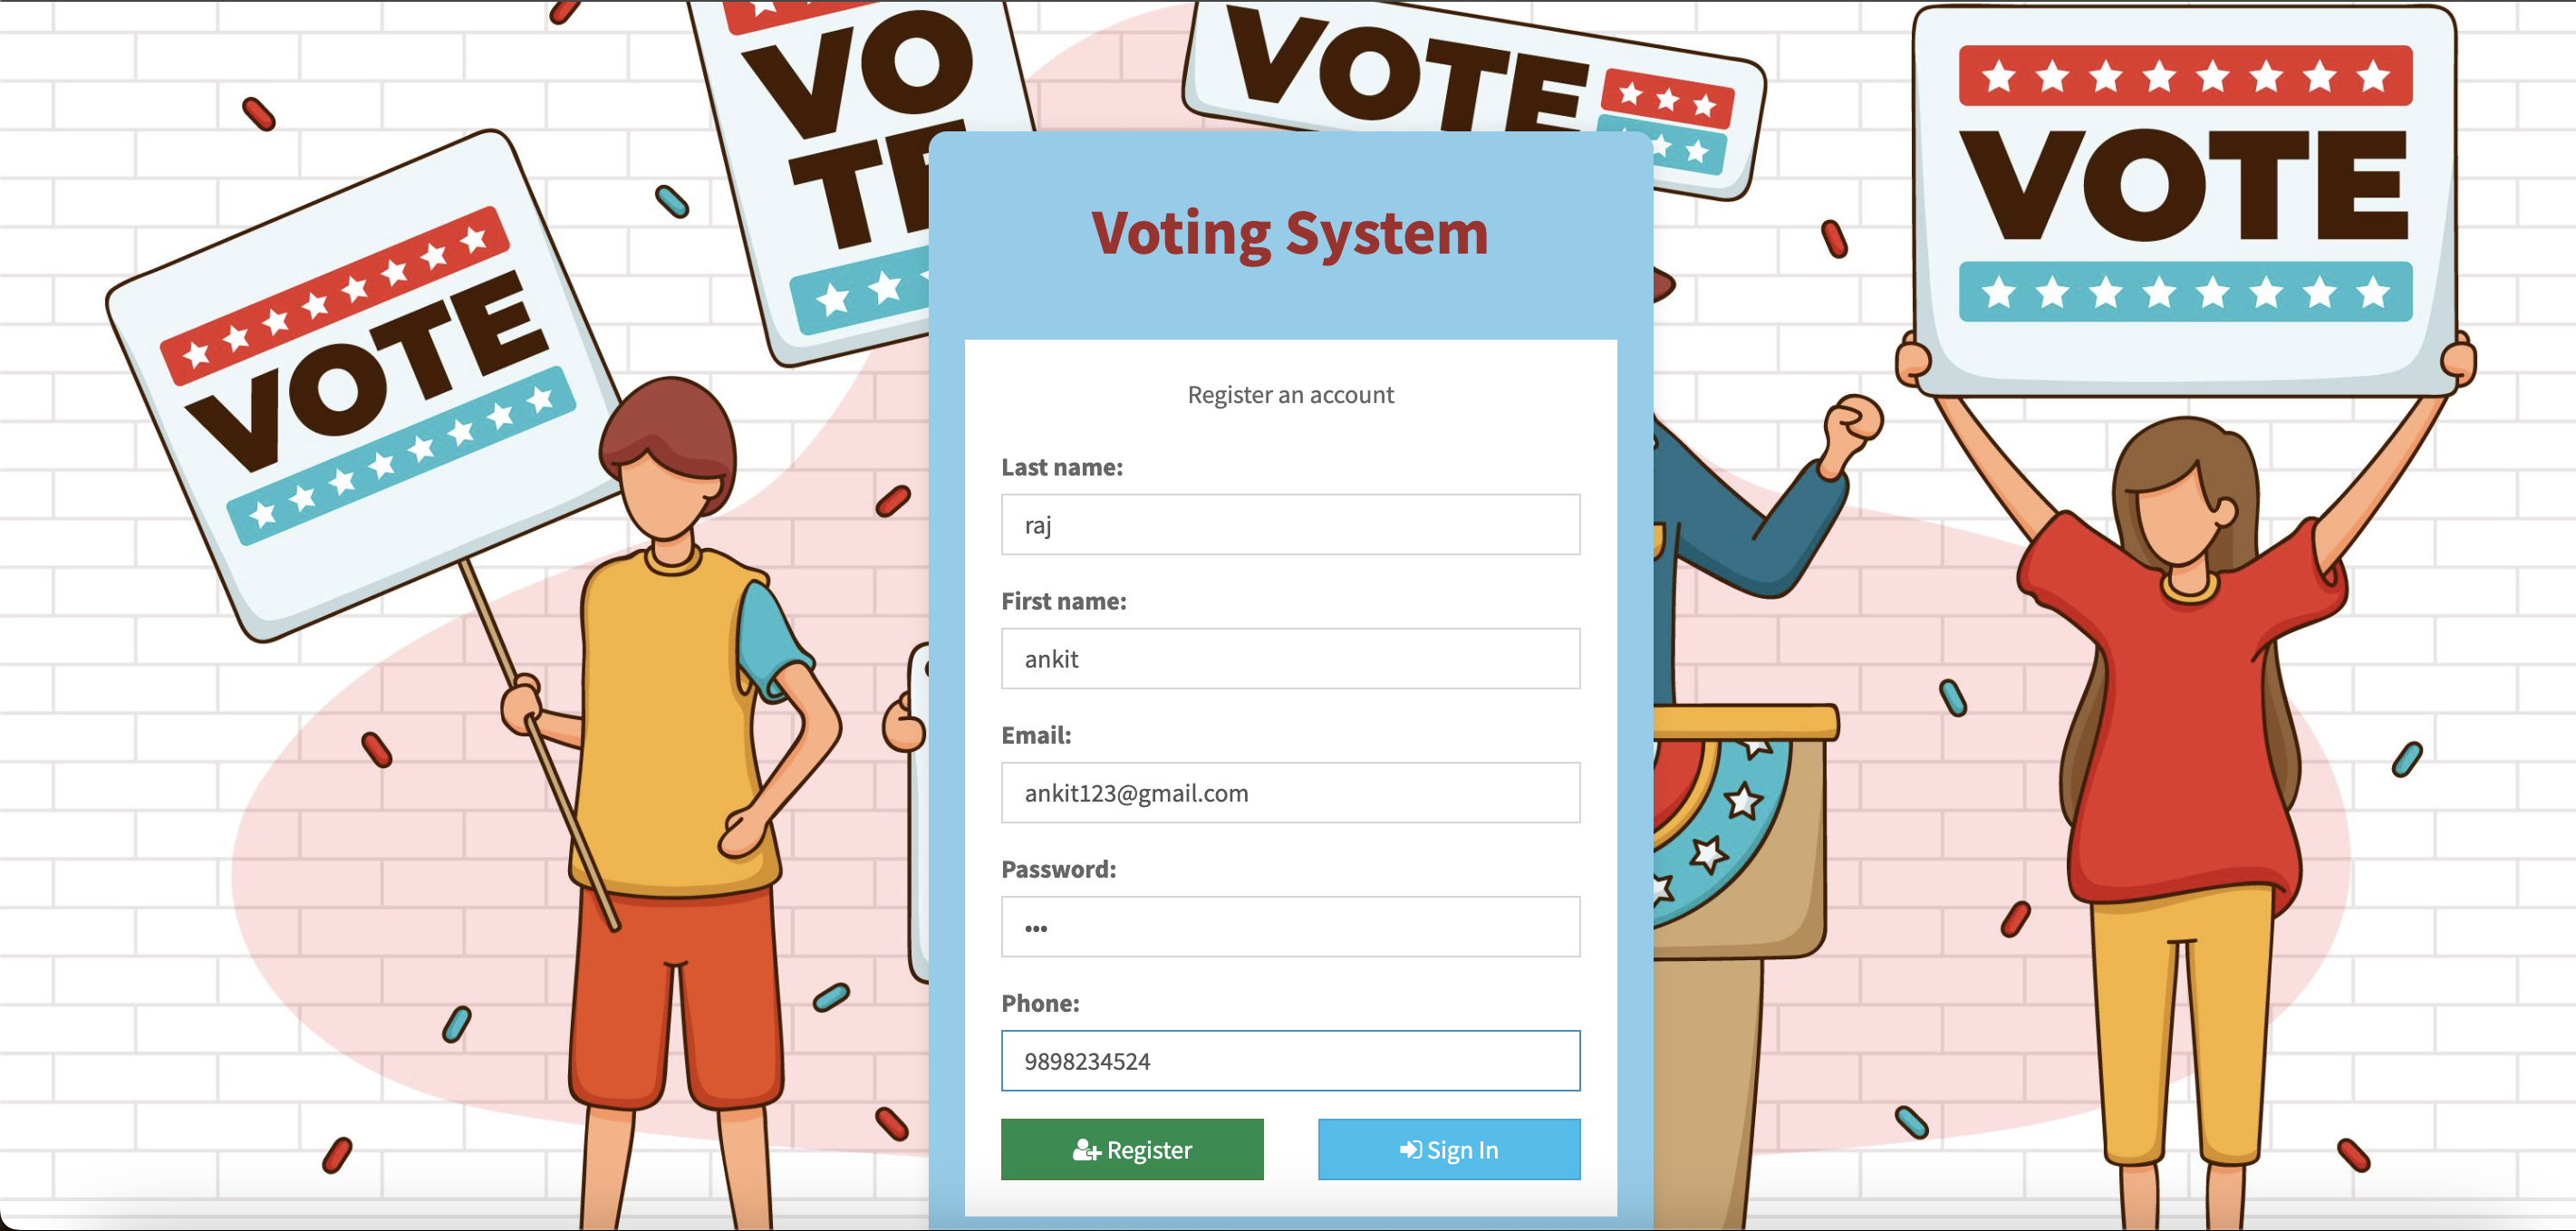 VOTE
VO
TE
VOTE
VOTE
Voting System
Register an account
Last name:
raj
First name:
ankit
Email:
ankit123@gmail.com
Password:
•••
Phone:
9898234524
Register
Sign In